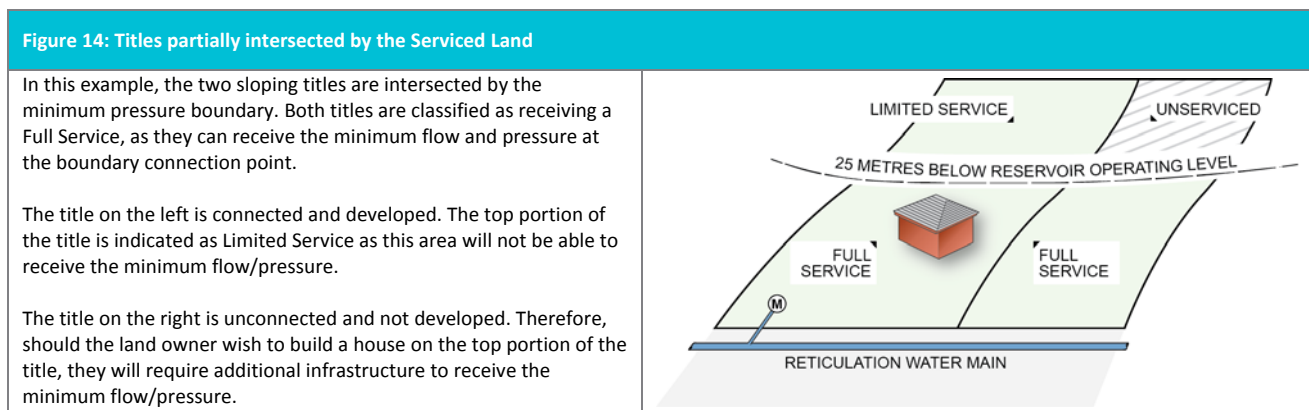 Figure 14: Titles partially intersected by the Serviced Land
In this example, the two sloping titles are intersected by the
minimum pressure boundary. Both titles are classified as receiving a
Full Service, as they can receive the minimum flow and pressure at
the boundary connection point.
The title on the left is connected and developed. The top portion of
the title is indicated as Limited Service as this area will not be able to
receive the minimum flow/pressure.
The title on the right is unconnected and not developed. Therefore,
should the land owner wish to build a house on the top portion of the
title, they will require additional infrastructure to receive the
minimum flow/pressure.
LIMITED SERVICE
UNSERVICED
25 METRES BELOW RESERVOIR OPERATING LEVEL
FULL
SERVICE
FULL
SERVICE
M
RETICULATION WATER MAIN